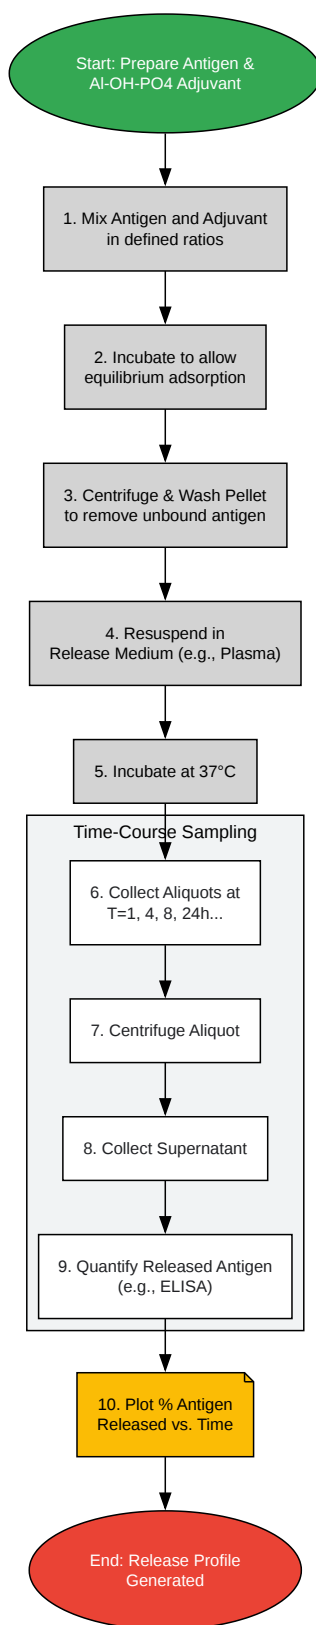 Start: Prepare Antigen &
Al-OH-PO4 Adjuvant
1. Mix Antigen and Adjuvant
in defined ratios
2. Incubate to allow
equilibrium adsorption
3. Centrifuge & Wash Pellet
to remove unbound antigen
4. Resuspend in
Release Medium (e.g., Plasma)
5. Incubate at 37°C
Time-Course Sampling
6. Collect Aliquots at
T=1, 4, 8, 24h...
7. Centrifuge Aliquot
8. Collect Supernatant
9. Quantify Released Antigen
(e.g., ELISA)
10. Plot % Antigen
Released vs. Time
End: Release Profile
Generated